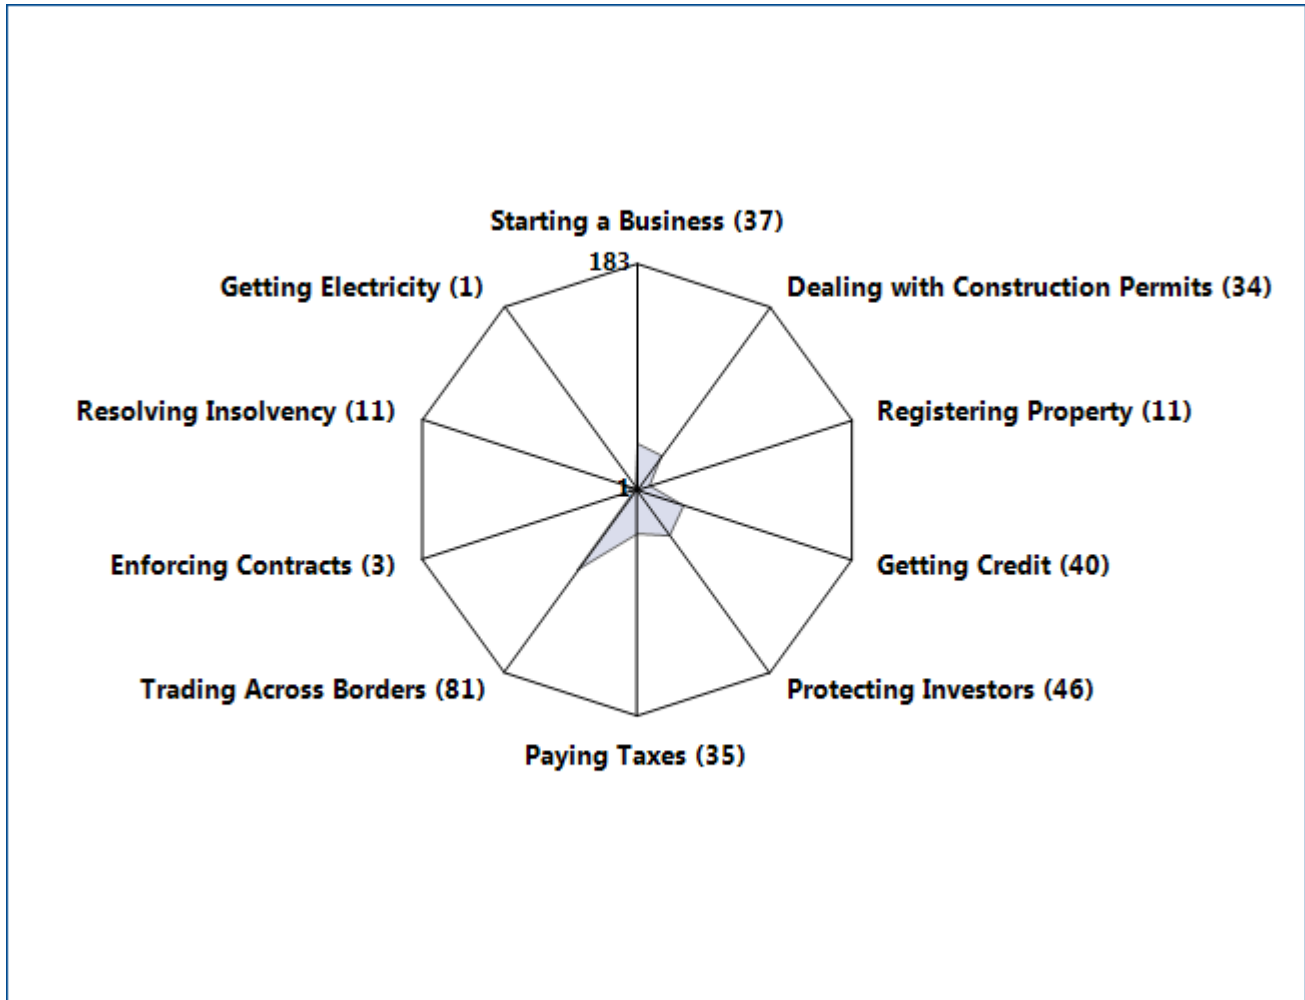 Starting a Business (37)
183
Getting Electricity (1)
Dealing with Construction Permits (34)
Resolving Insolvency (11)
Registering Property (11)
1
Enforcing Contracts (3)
Getting Credit (40)
Trading Across Borders (81)
Protecting Investors (46)
Paying Taxes (35)